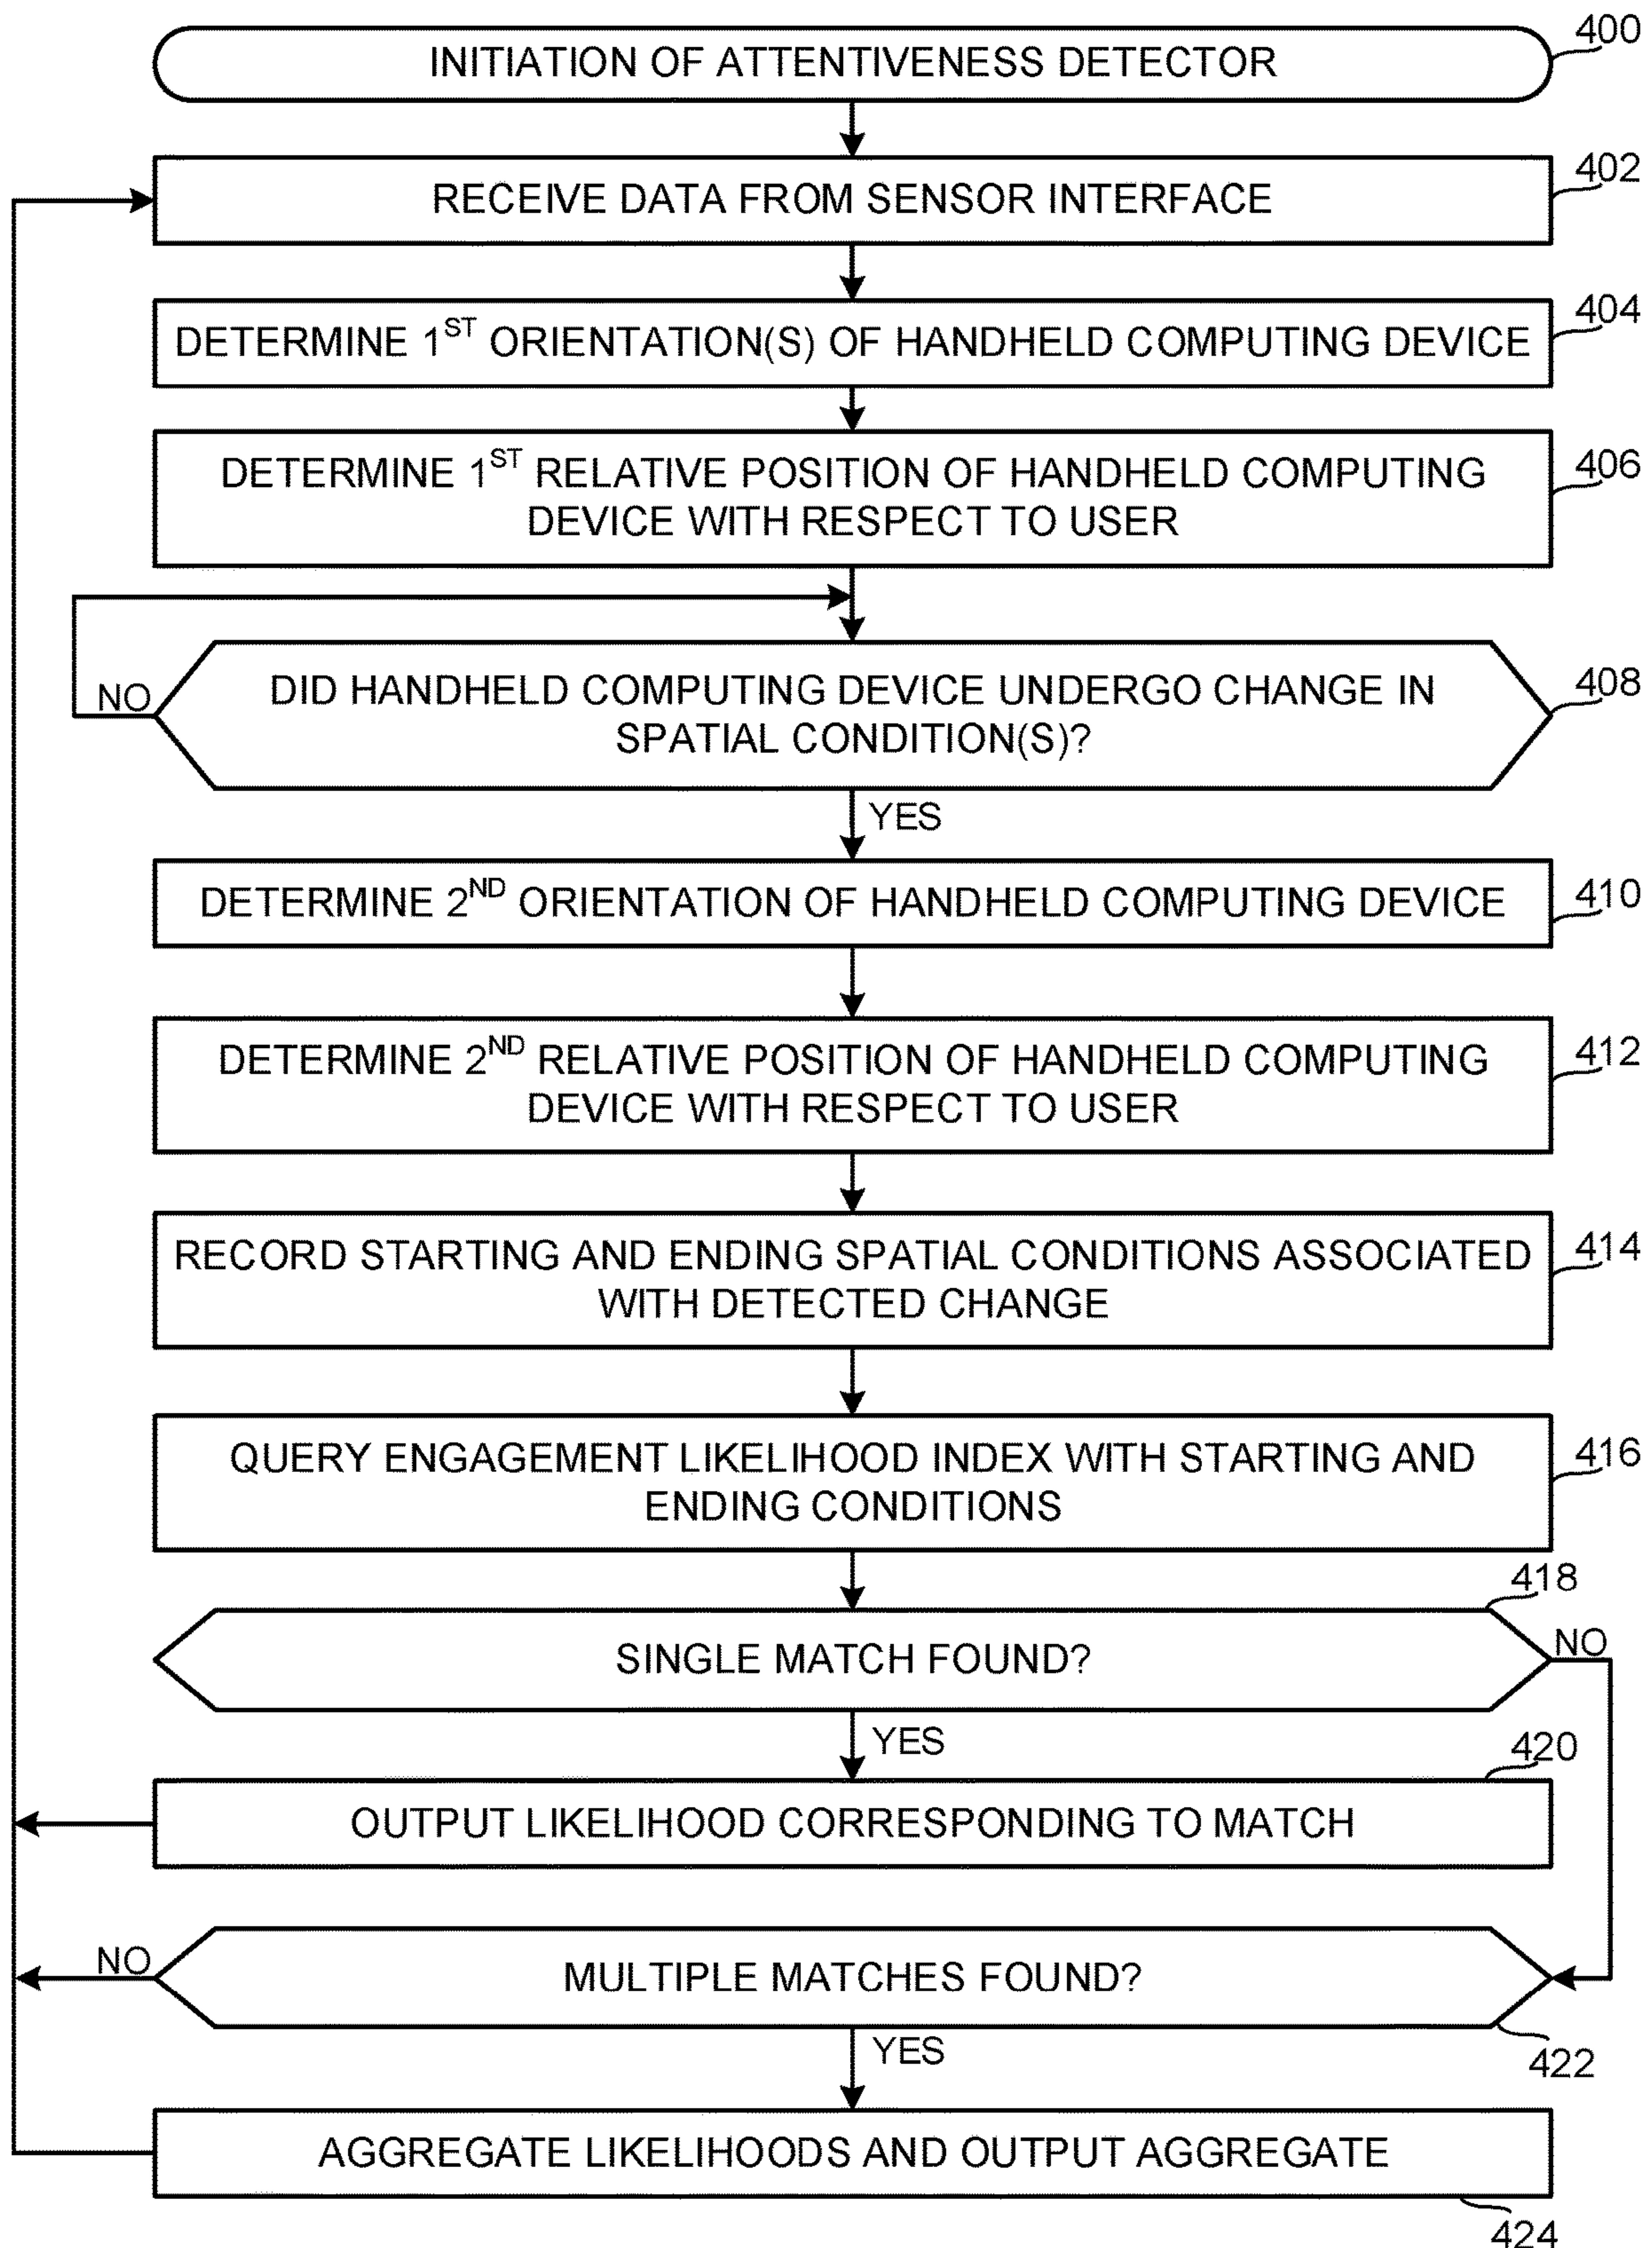 400
INITIATION OF ATTENTIVENESS DETECTOR
402
RECEIVE DATA FROM SENSOR INTERFACE
404
DETERMINE 1ST ORIENTATION(S) OF HANDHELD COMPUTING DEVICE
406
DETERMINE 1ST RELATIVE POSITION OF HANDHELD COMPUTING
DEVICE WITH RESPECT TO USER
408
DID HANDHELD COMPUTING DEVICE UNDERGO CHANGE IN
SPATIAL CONDITION(S)?
NO
YES
410
DETERMINE 2ND ORIENTATION OF HANDHELD COMPUTING DEVICE
412
DETERMINE 2ND RELATIVE POSITION OF HANDHELD COMPUTING
DEVICE WITH RESPECT TO USER
414
RECORD STARTING AND ENDING SPATIAL CONDITIONS ASSOCIATED
WITH DETECTED CHANGE
416
QUERY ENGAGEMENT LIKELIHOOD INDEX WITH STARTING AND
ENDING CONDITIONS
418
SINGLE MATCH FOUND?
NO
YES
420
OUTPUT LIKELIHOOD CORRESPONDING TO MATCH
NO
MULTIPLE MATCHES FOUND?
422
YES
AGGREGATE LIKELIHOODS AND OUTPUT AGGREGATE
424